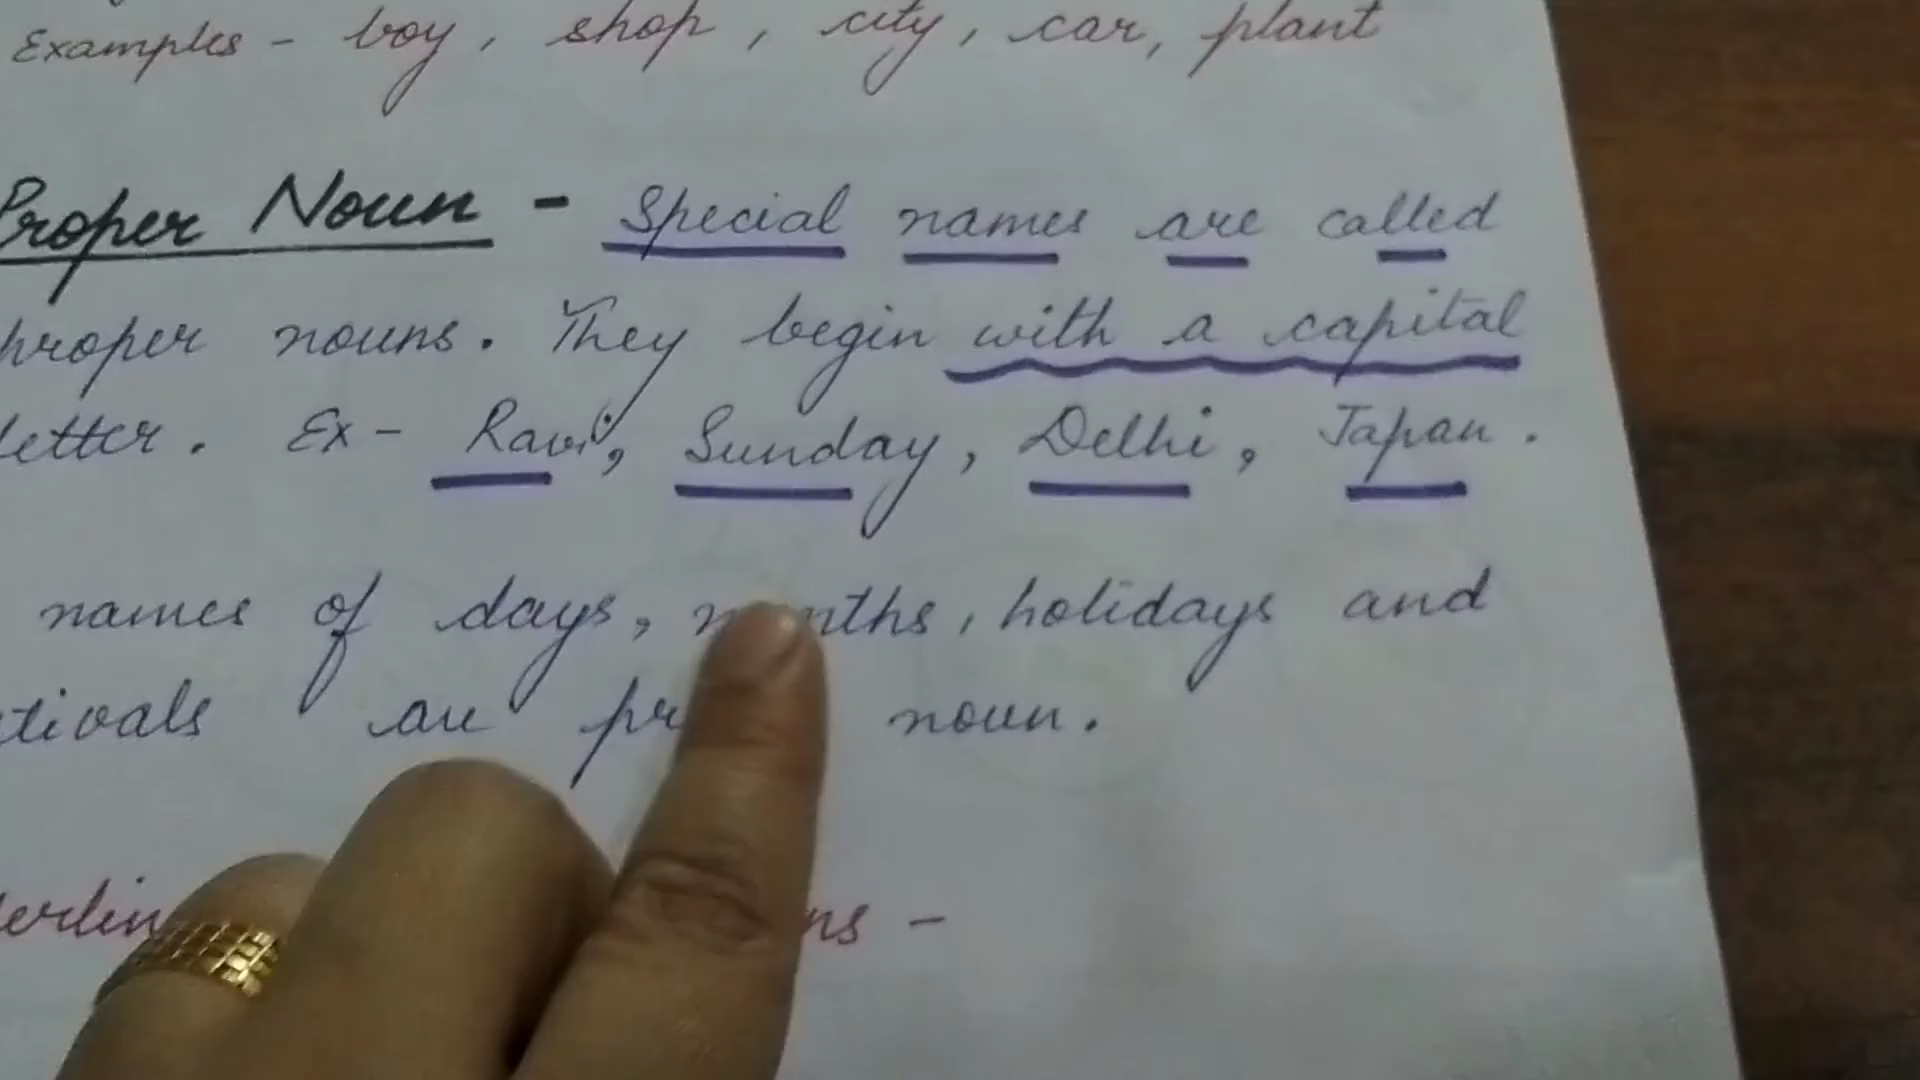 Examples - boy, shop, city, car, plant
Proper Noun - Special names are called
proper nouns. They begin with a capital
letter. Ex - Ravi, Sunday, Delhi, Japan.
names of days, months, holidays and
are noun.